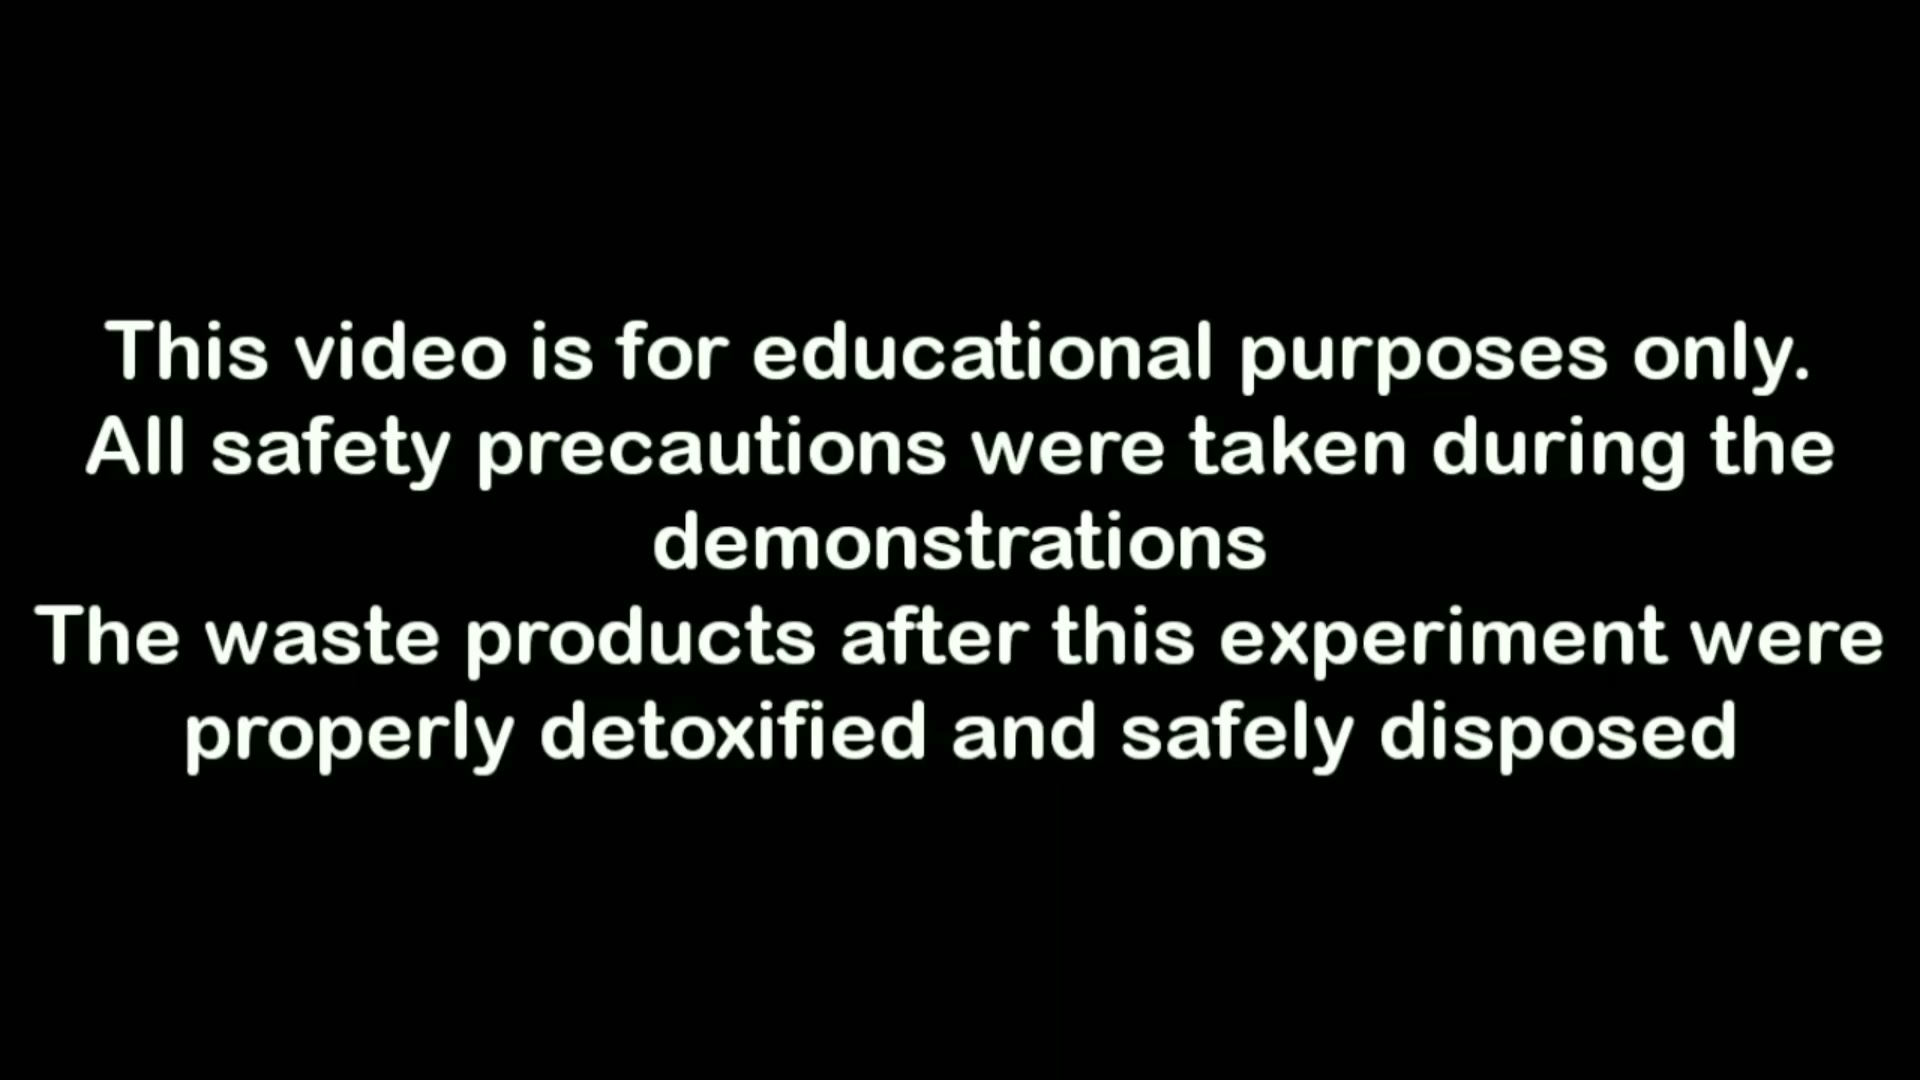 This video is for educational purposes only.
All safety precautions were taken during the
demonstrations
The waste products after this experiment were
properly detoxified and safely disposed